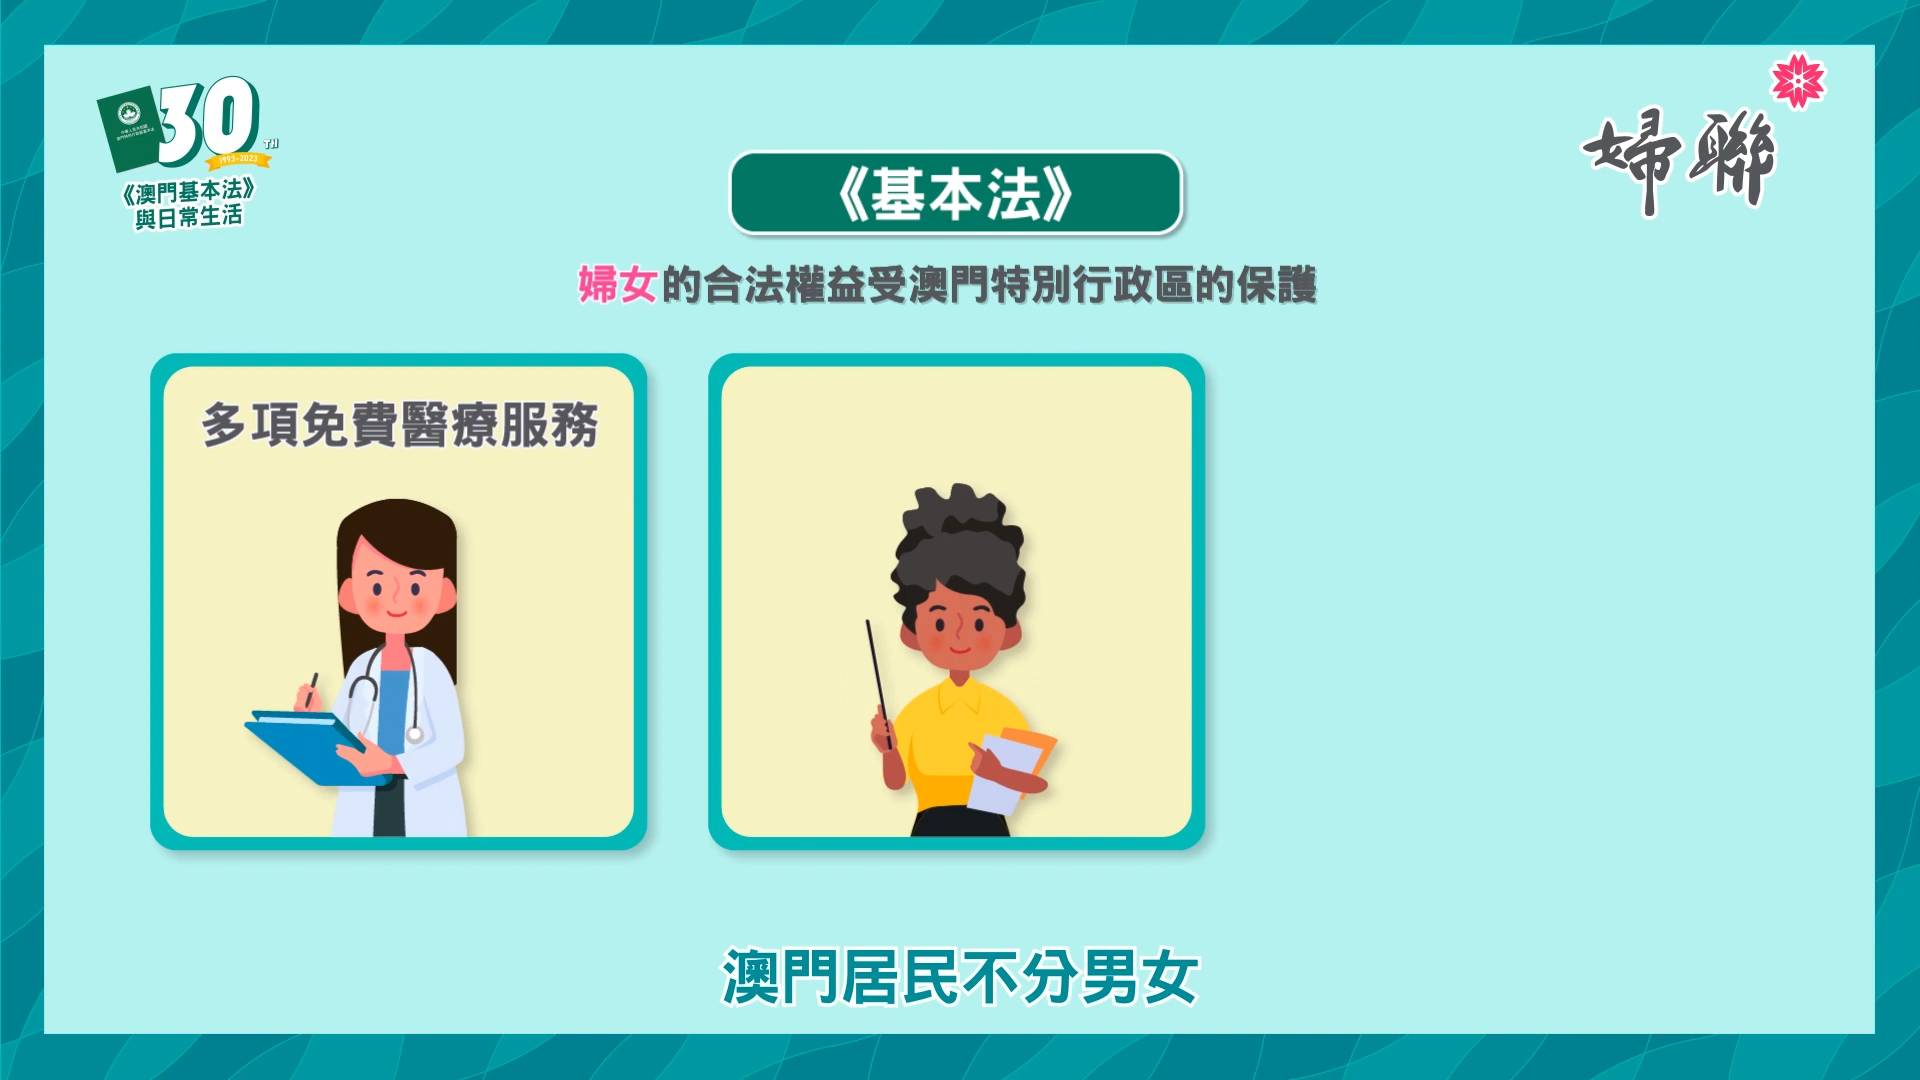 30TH
1993-2023
《澳門基本法》
與日常生活
婦聯
《基本法》
婦女的合法權益受澳門特別行政區的保護
多項免費醫療服務
澳門居民不分男女